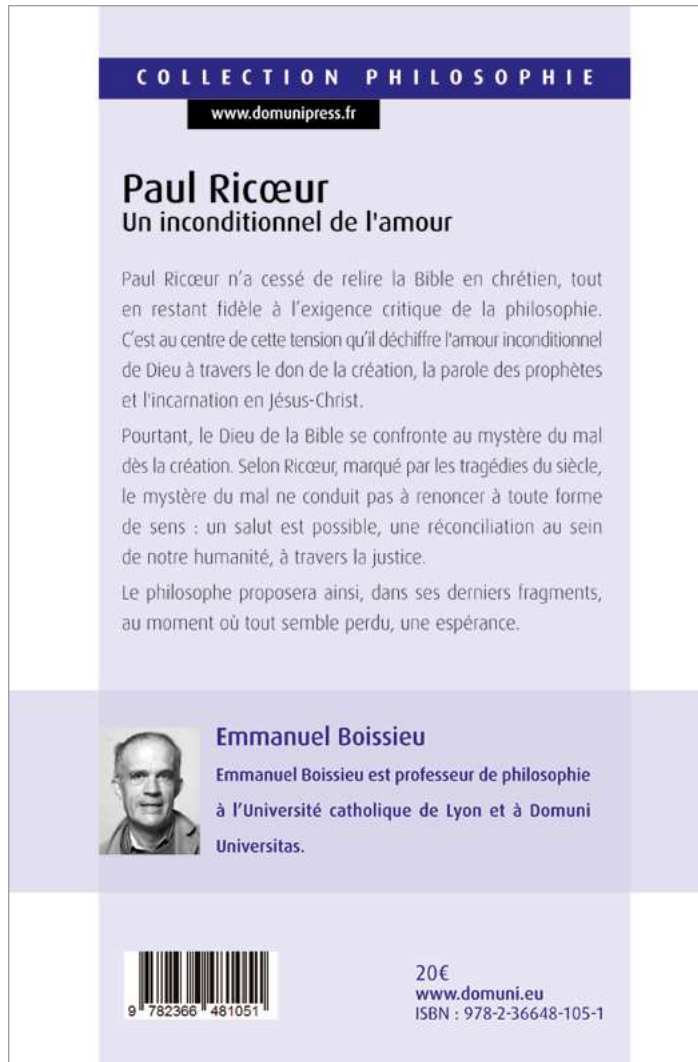 COLLECTION PHILOSOPHIE
www.domunipress.fr
Paul Ricœur
Un inconditionnel de l'amour
Paul Ricœur n’a cessé de relire la Bible en chrétien, tout
en restant fidèle à l’exigence critique de la philosophie.
C’est au centre de cette tension qu’il déchiffre l'amour inconditionnel
de Dieu à travers le don de la création, la parole des prophètes
et l'incarnation en Jésus-Christ.
Pourtant, le Dieu de la Bible se confronte au mystère du mal
dès la création. Selon Ricœur, marqué par les tragédies du siècle,
le mystère du mal ne conduit pas à renoncer à toute forme
de sens : un salut est possible, une réconciliation au sein
de notre humanité, à travers la justice.
Le philosophe proposera ainsi, dans ses derniers fragments,
au moment où tout semble perdu, une espérance.
Emmanuel Boissieu
Emmanuel Boissieu est professeur de philosophie
à l’Université catholique de Lyon et à Domuni
Universitas.
9 782366 481051
20€
www.domuni.eu
ISBN : 978-2-36648-105-1